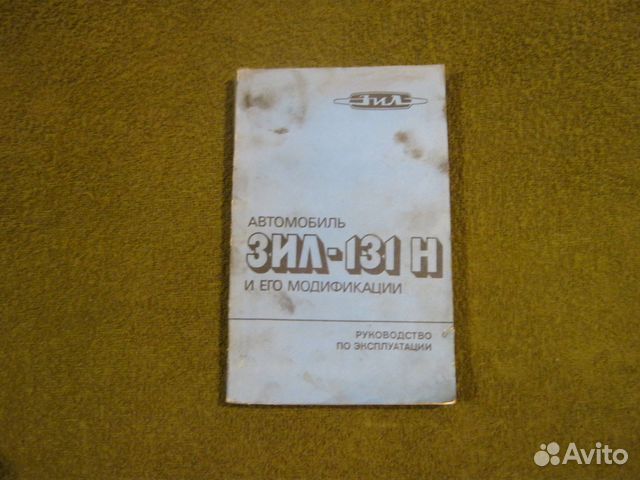 ЗИЛ
АВТОМОБИЛЬ
ЗИЛ-131 Н
И ЕГО МОДИФИКАЦИИ
РУКОВОДСТВО
ПО ЭКСПЛУАТАЦИИ
Avito